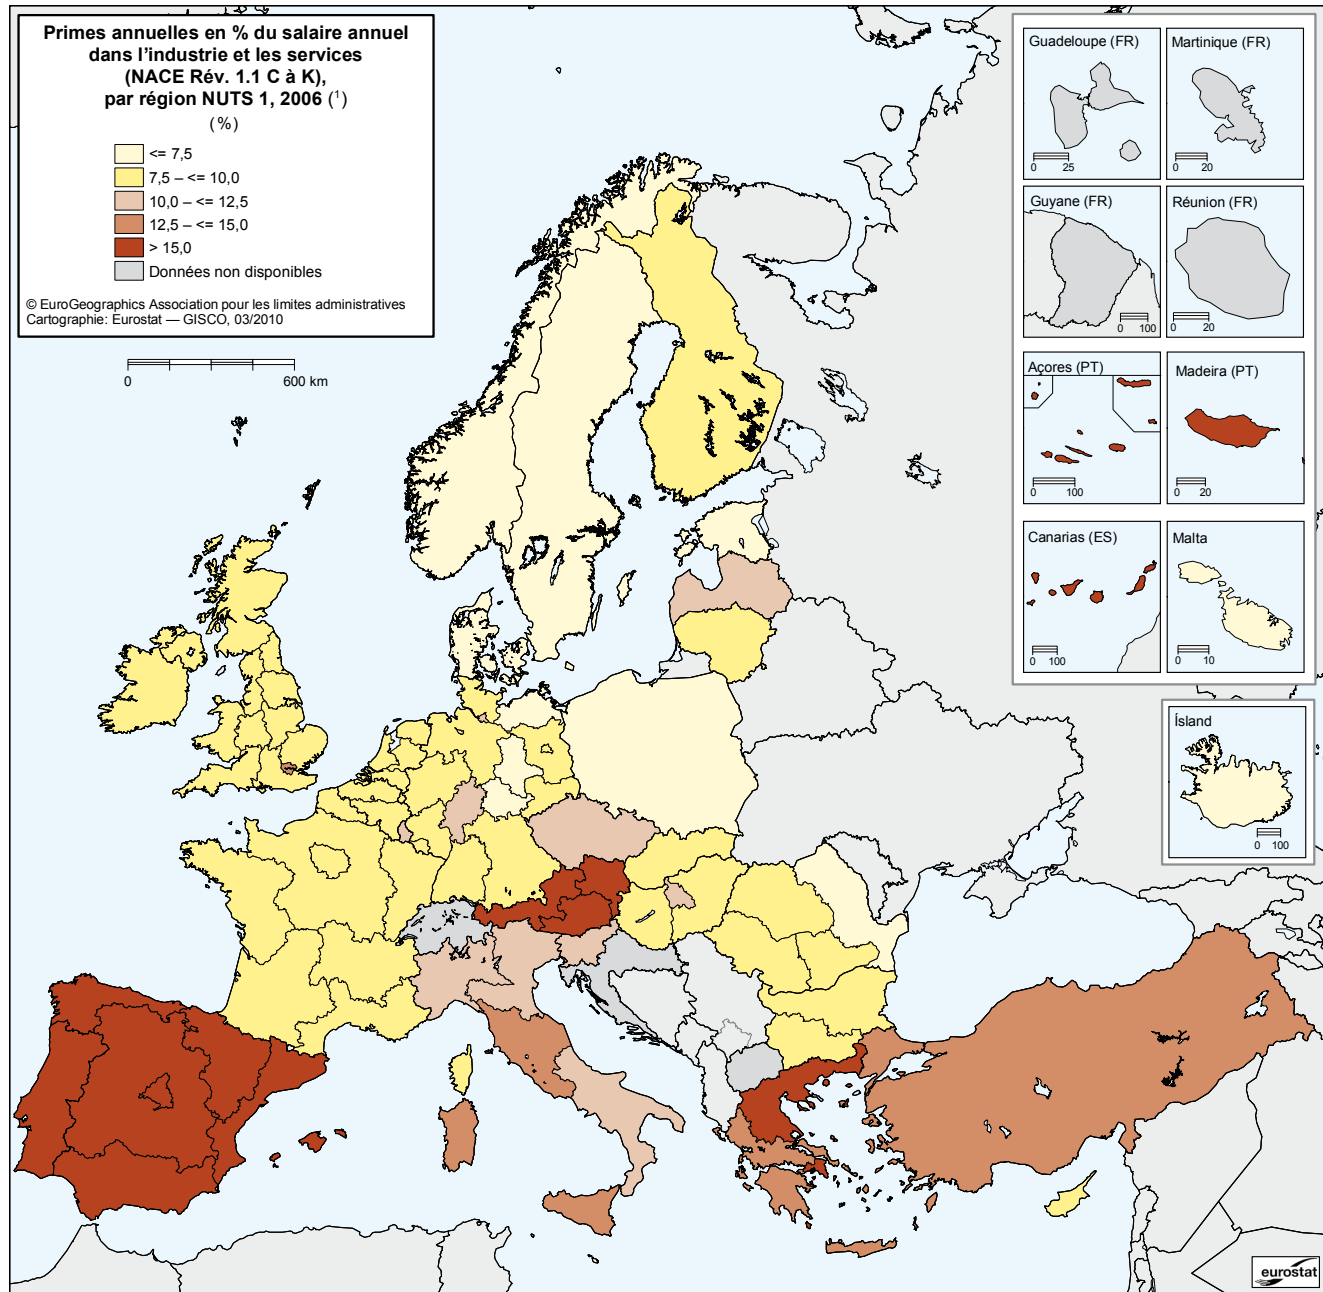 Primes annuelles en % du salaire annuel
dans l'industrie et les services
(NACE Rév. 1.1 C à K),
par région NUTS 1, 2006 (¹)
(%)
<= 7,5
7,5 – <= 10,0
10,0 – <= 12,5
12,5 – <= 15,0
> 15,0
Données non disponibles
© EuroGeographics Association pour les limites administratives
Cartographie: Eurostat — GISCO, 03/2010
0 600 km
Guadeloupe (FR)
0 25
Martinique (FR)
0 20
Guyane (FR)
0 100
Réunion (FR)
0 20
Açores (PT)
0 100
Madeira (PT)
0 20
Canarias (ES)
0 100
Malta
0 10
Ísland
0 100
eurostat